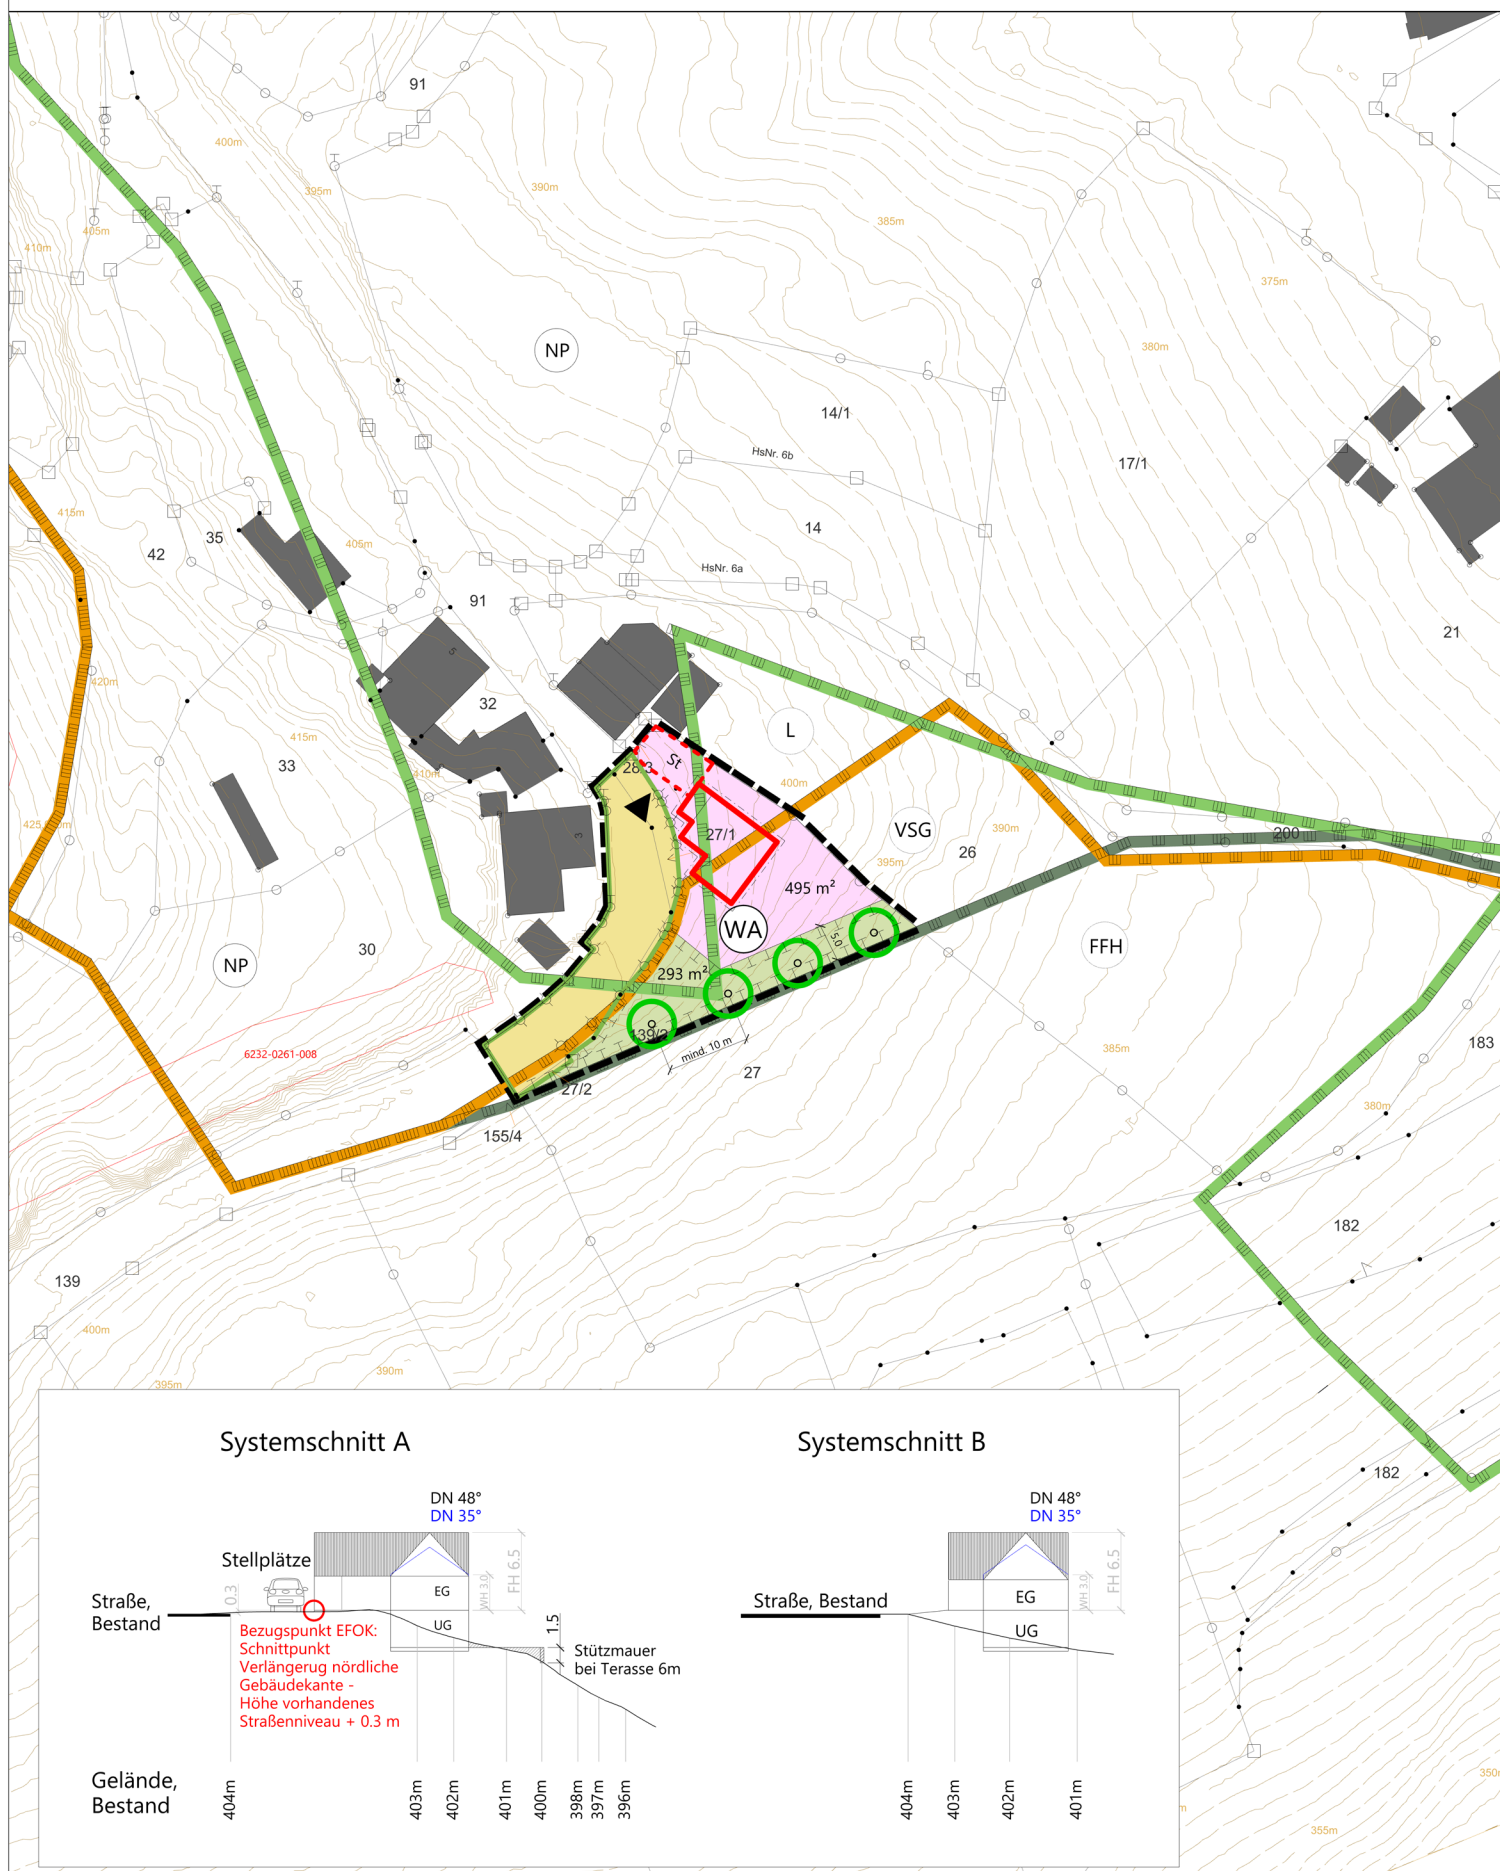 91
400m
395m
390m
385m
405m
410m
375m
380m
NP
14/1
HsNr. 6b
17/1
415m
35
42
405m
14
HsNr. 6a
91
21
5
420m
32
L
415m
33
410m
28/3
St
400m
425
3
27/1
VSG
390m
200
26
395m
495 m²
WA
5.0
NP
30
FFH
293 m²
139/2
6232-0261-008
mind. 10 m
27
385m
183
27/2
380m
155/4
182
139
400m
390m
395m
182
Systemschnitt A
DN 48°
DN 35°
Stellplätze
0.3
EG
WH 3.0
FH 6.5
Straße,
Bestand
UG
1.5
Bezugspunkt EFOK:
Schnittpunkt
Verlängerug nördliche
Gebäudekante -
Höhe vorhandenes
Straßenniveau + 0.3 m
Stützmauer
bei Terasse 6m
Gelände,
Bestand
404m
403m
402m
401m
400m
398m
397m
396m
Systemschnitt B
DN 48°
DN 35°
Straße, Bestand
EG
WH 3.0
FH 6.5
UG
404m
403m
402m
401m
350m
355m